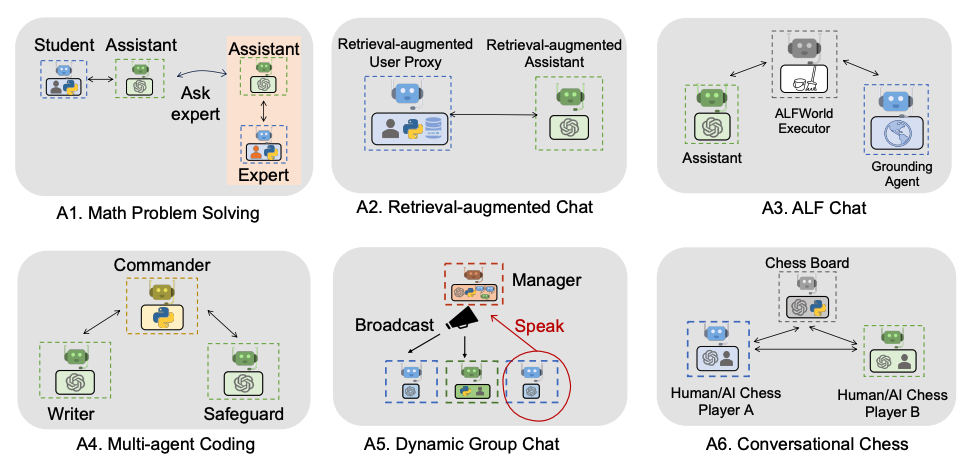 Student
Assistant
Assistant
Ask
expert
Expert
A1. Math Problem Solving
Retrieval-augmented
User Proxy
Retrieval-augmented
Assistant
A2. Retrieval-augmented Chat
ALFWorld
Executor
Assistant
Grounding
Agent
A3. ALF Chat
Commander
Writer
Safeguard
A4. Multi-agent Coding
Manager
Broadcast
Speak
A5. Dynamic Group Chat
Chess Board
Human/AI Chess
Player A
Human/AI Chess
Player B
A6. Conversational Chess